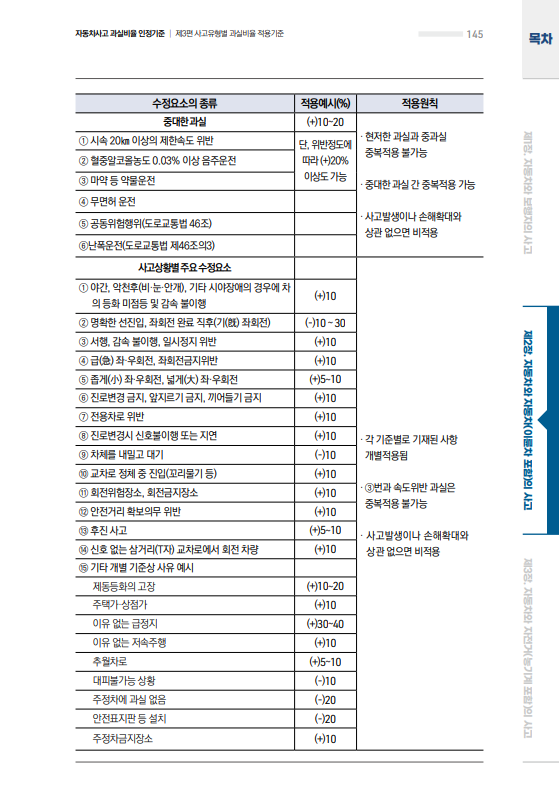 자동차사고 과실비율 인정기준 | 제3편 사고유형별 과실비율 적용기준
145
목차
수정요소의 종류 적용예시(%) 적용원칙
중대한 과실 (+)10~20
① 시속 20㎞ 이상의 제한속도 위반
② 혈중알코올농도 0.03% 이상 음주운전
③ 마약 등 약물운전
④ 무면허 운전
⑤ 공동위험행위(도로교통법 46조)
⑥난폭운전(도로교통법 제46조의3)
단, 위반정도에
따라 (+)20%
이상도 가능
· 현저한 과실과 중과실
중복적용 불가능
· 중대한 과실 간 중복적용 가능
· 사고발생이나 손해확대와
상관 없으면 비적용
사고상황별 주요 수정요소
① 야간, 악천후(비·눈·안개), 기타 시야장애의 경우에 차
의 등화 미점등 및 감속 불이행 (+)10
② 명확한 선진입, 좌회전 완료 직후(기(旣) 좌회전) (-)10 ~ 30
③ 서행, 감속 불이행, 일시정지 위반 (+)10
④ 급(急) 좌·우회전, 좌회전금지위반 (+)10
⑤ 좁게(小) 좌·우회전, 넓게(大) 좌·우회전 (+)5~10
⑥ 진로변경 금지, 앞지르기 금지, 끼어들기 금지 (+)10
⑦ 전용차로 위반 (+)10
⑧ 진로변경시 신호불이행 또는 지연 (+)10
⑨ 차체를 내밀고 대기 (-)10
⑩ 교차로 정체 중 진입(꼬리물기 등) (+)10
⑪ 회전위험장소, 회전금지장소 (+)10
⑫ 안전거리 확보의무 위반 (+)10
⑬ 후진 사고 (+)5~10
⑭ 신호 없는 삼거리(T자) 교차로에서 회전 차량 (+)10
⑮ 기타 개별 기준상 사유 예시
제동등화의 고장 (+)10~20
주택가·상점가 (+)10
이유 없는 급정지 (+)30~40
이유 없는 저속주행 (+)10
추월차로 (+)5~10
대피불가능 상황 (-)10
주정차에 과실 없음 (-)20
안전표지판 등 설치 (-)20
주정차금지장소 (+)10
· 각 기준별로 기재된 사항
개별적용됨
· ③번과 속도위반 과실은
중복적용 불가능
· 사고발생이나 손해확대와
상관 없으면 비적용
제1장. 자동차와 보행자의 사고
제2장. 자동차와 자동차(이륜차 포함)의 사고
제3장. 자동차와 자전거(농기계 포함)의 사고